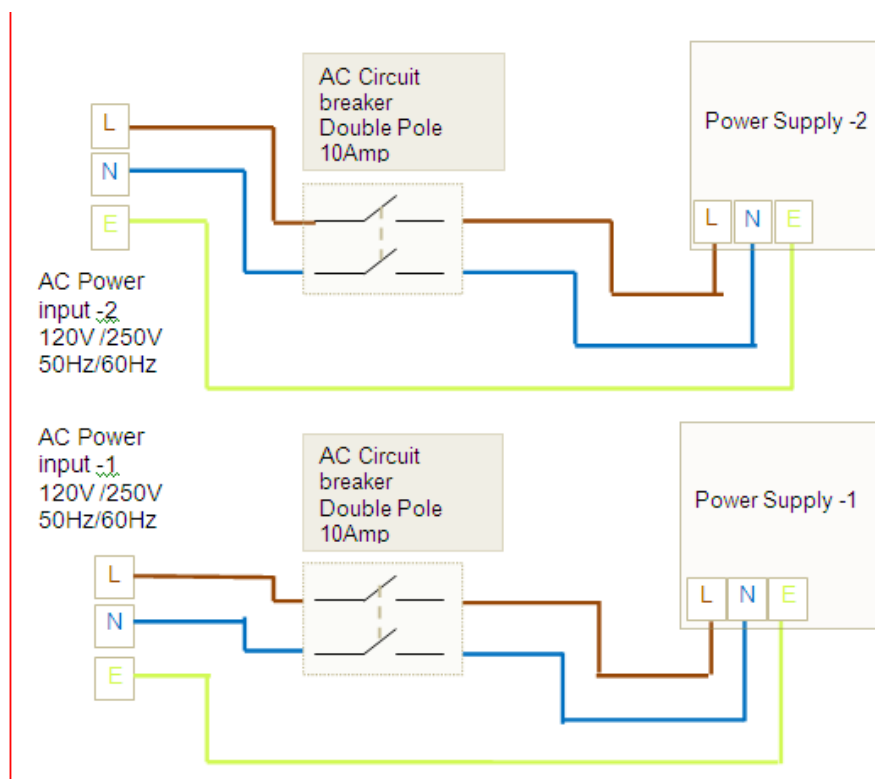 AC Circuit
breaker
Double Pole
10Amp
Power Supply -2
L
N
E
L N E
AC Power
input -2
120V /250V
50Hz/60Hz
AC Power
input -1
120V /250V
50Hz/60Hz
AC Circuit
breaker
Double Pole
10Amp
Power Supply -1
L
N
E
L N E